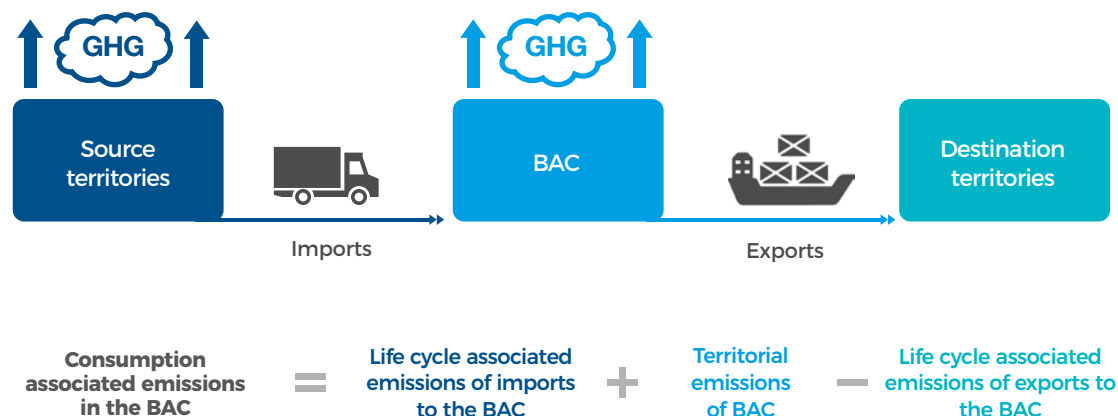 GHG
GHG
Source
territories
BAC
Destination
territories
Imports
Exports
Consumption
associated emissions
in the BAC
=
Life cycle associated
emissions of imports
to the BAC
+
Territorial
emissions
of BAC
−
Life cycle associated
emissions of exports to
the BAC